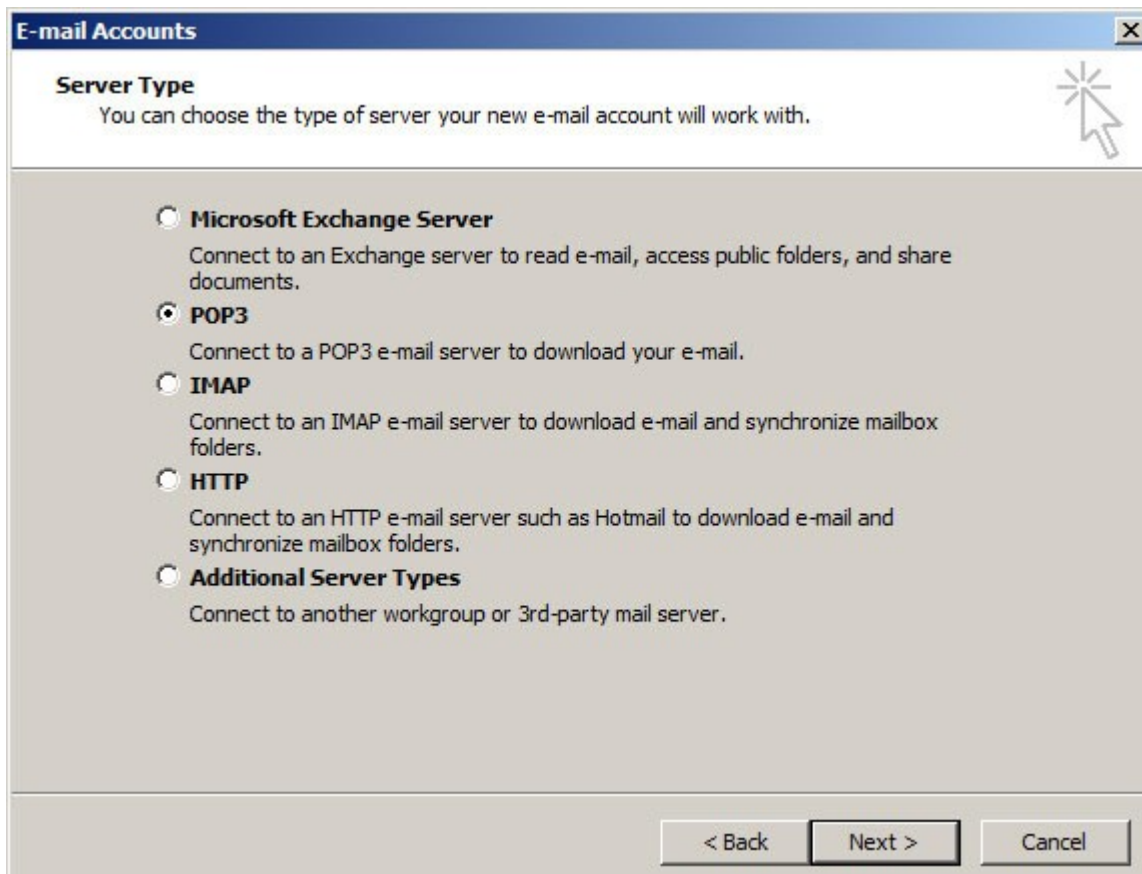 E-mail Accounts
Server Type
You can choose the type of server your new e-mail account will work with.
Microsoft Exchange Server
Connect to an Exchange server to read e-mail, access public folders, and share
documents.
POP3
Connect to a POP3 e-mail server to download your e-mail.
IMAP
Connect to an IMAP e-mail server to download e-mail and synchronize mailbox
folders.
HTTP
Connect to an HTTP e-mail server such as Hotmail to download e-mail and
synchronize mailbox folders.
Additional Server Types
Connect to another workgroup or 3rd-party mail server.
< Back Next > Cancel